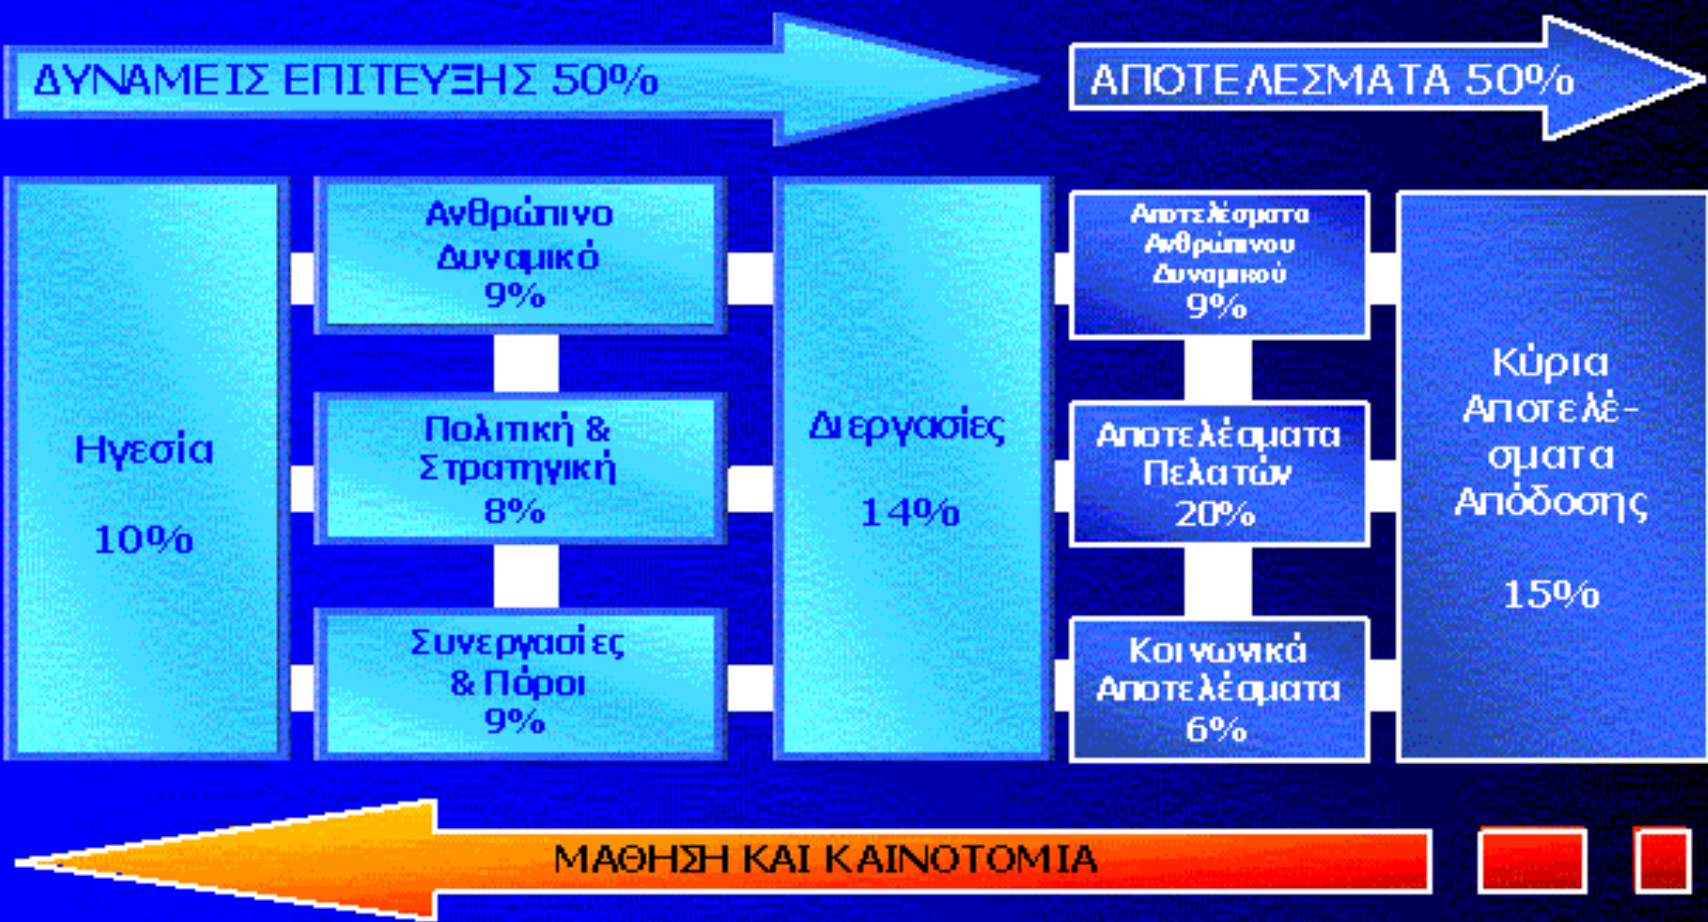 ΔΥΝΑΜΕΙΣ ΕΠΙΤΕΥΞΗΣ 50%
ΑΠΟΤΕΛΕΣΜΑΤΑ 50%
Ηγεσία
10%
Ανθρώπινο
Δυναμικό
9%
Πολιτική &
Στρατηγική
8%
Συνεργασίες
& Πόροι
9%
Διεργασίες
14%
Αποτελέσματα
Ανθρώπινου
Δυναμικού
9%
Αποτελέσματα
Πελατών
20%
Κοινωνικά
Αποτελέσματα
6%
Κύρια
Αποτελέ-
σματα
Απόδοσης
15%
ΜΑΘΗΣΗ ΚΑΙ ΚΑΙΝΟΤΟΜΙΑ